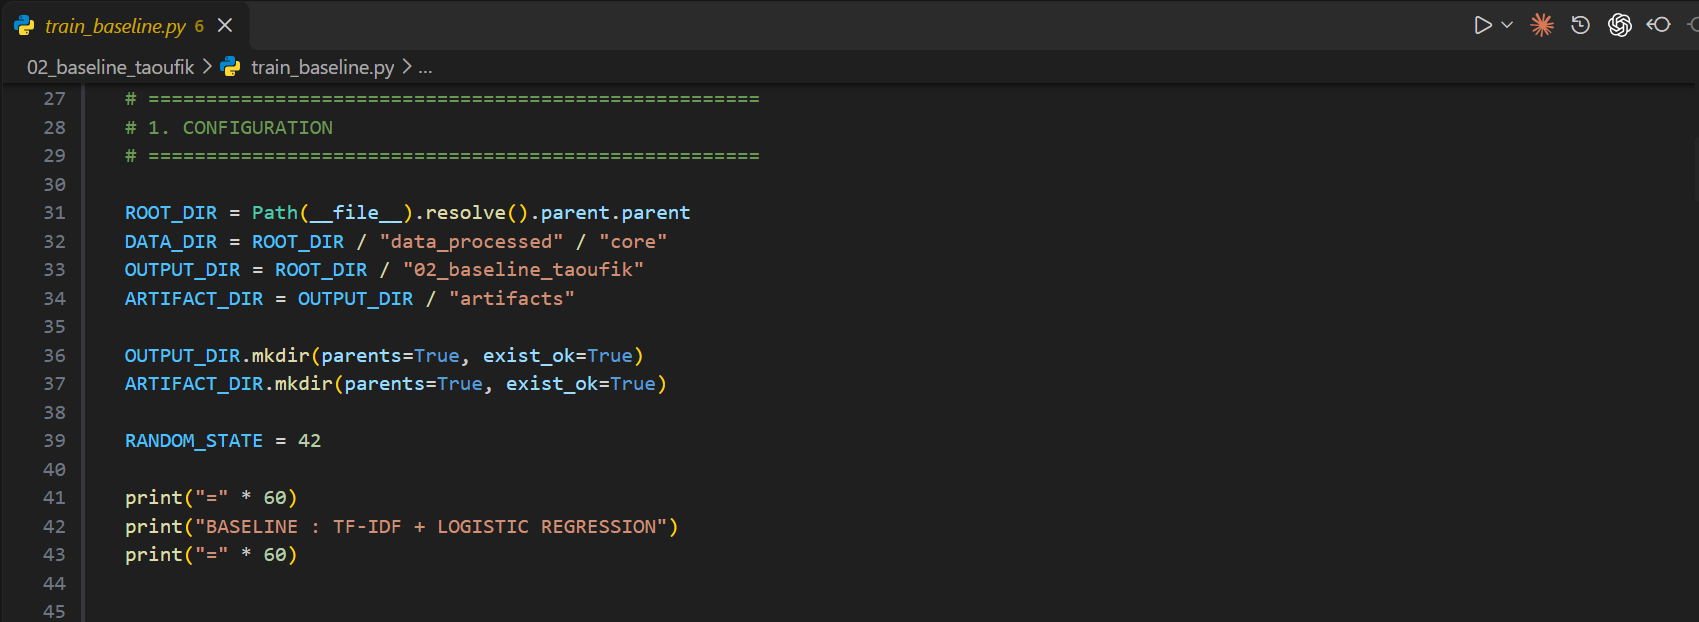 train_baseline.py 6
02_baseline_taoufik > train_baseline.py > ...
27 # =====================================================
28 # 1. CONFIGURATION
29 # =====================================================
30
31 ROOT_DIR = Path(__file__).resolve().parent.parent
32 DATA_DIR = ROOT_DIR / "data_processed" / "core"
33 OUTPUT_DIR = ROOT_DIR / "02_baseline_taoufik"
34 ARTIFACT_DIR = OUTPUT_DIR / "artifacts"
35
36 OUTPUT_DIR.mkdir(parents=True, exist_ok=True)
37 ARTIFACT_DIR.mkdir(parents=True, exist_ok=True)
38
39 RANDOM_STATE = 42
40
41 print("=" * 60)
42 print("BASELINE : TF-IDF + LOGISTIC REGRESSION")
43 print("=" * 60)
44
45